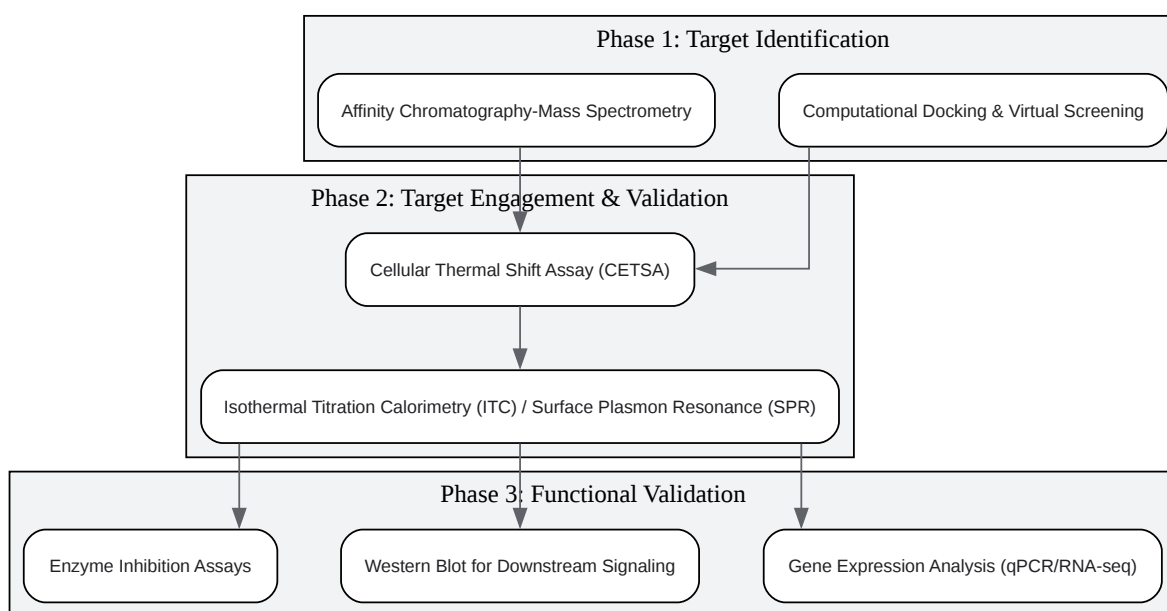 Phase 1: Target Identification
Affinity Chromatography-Mass Spectrometry
Computational Docking & Virtual Screening
Phase 2: Target Engagement & Validation
Cellular Thermal Shift Assay (CETSA)
Isothermal Titration Calorimetry (ITC) / Surface Plasmon Resonance (SPR)
Phase 3: Functional Validation
Enzyme Inhibition Assays
Western Blot for Downstream Signaling
Gene Expression Analysis (qPCR/RNA-seq)